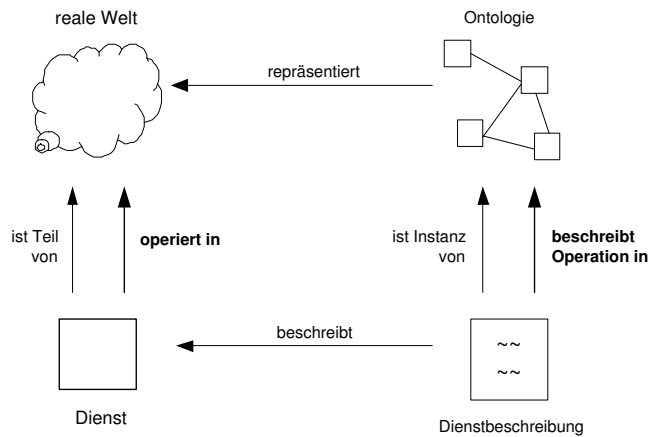 reale Welt
Ontologie
repräsentiert
ist Teil
von
operiert in
ist Instanz
von
beschreibt
Operation in
beschreibt
~~
~~
Dienst
Dienstbeschreibung